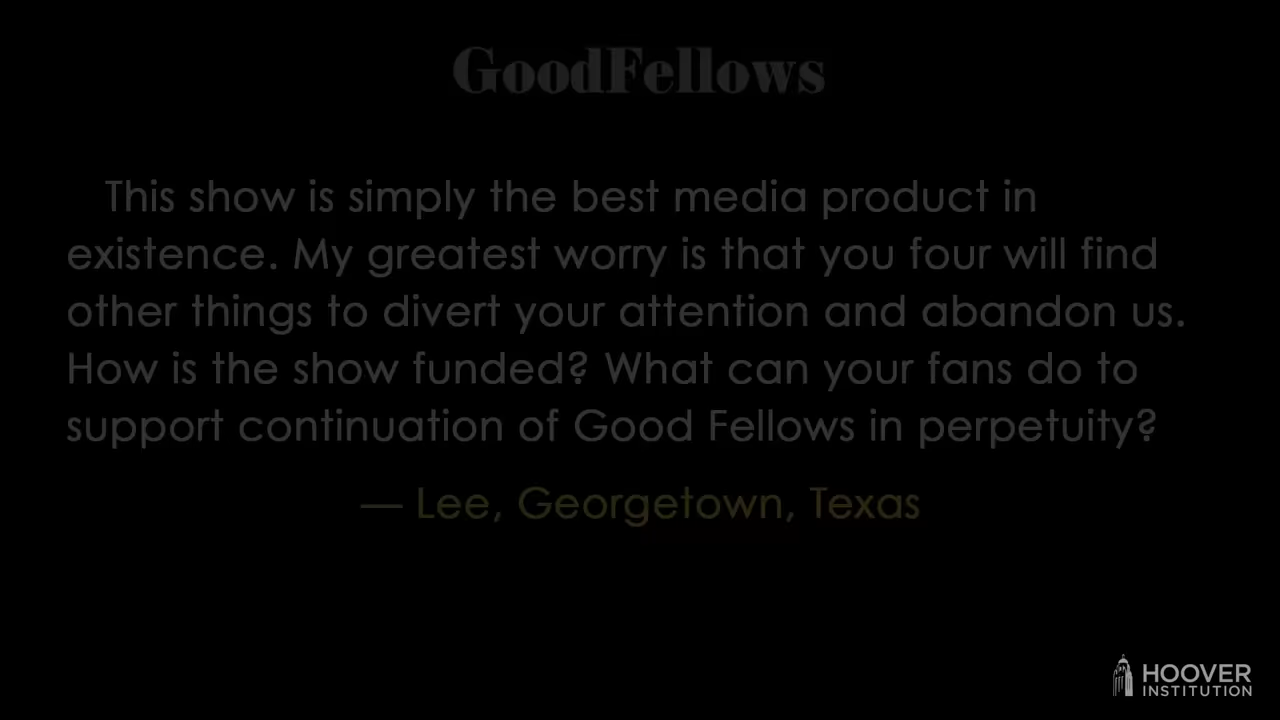 GoodFellows
This show is simply the best media product in
existence. My greatest worry is that you four will find
other things to divert your attention and abandon us.
How is the show funded? What can your fans do to
support continuation of Good Fellows in perpetuity?
— Lee, Georgetown, Texas
HOOVER
INSTITUTION